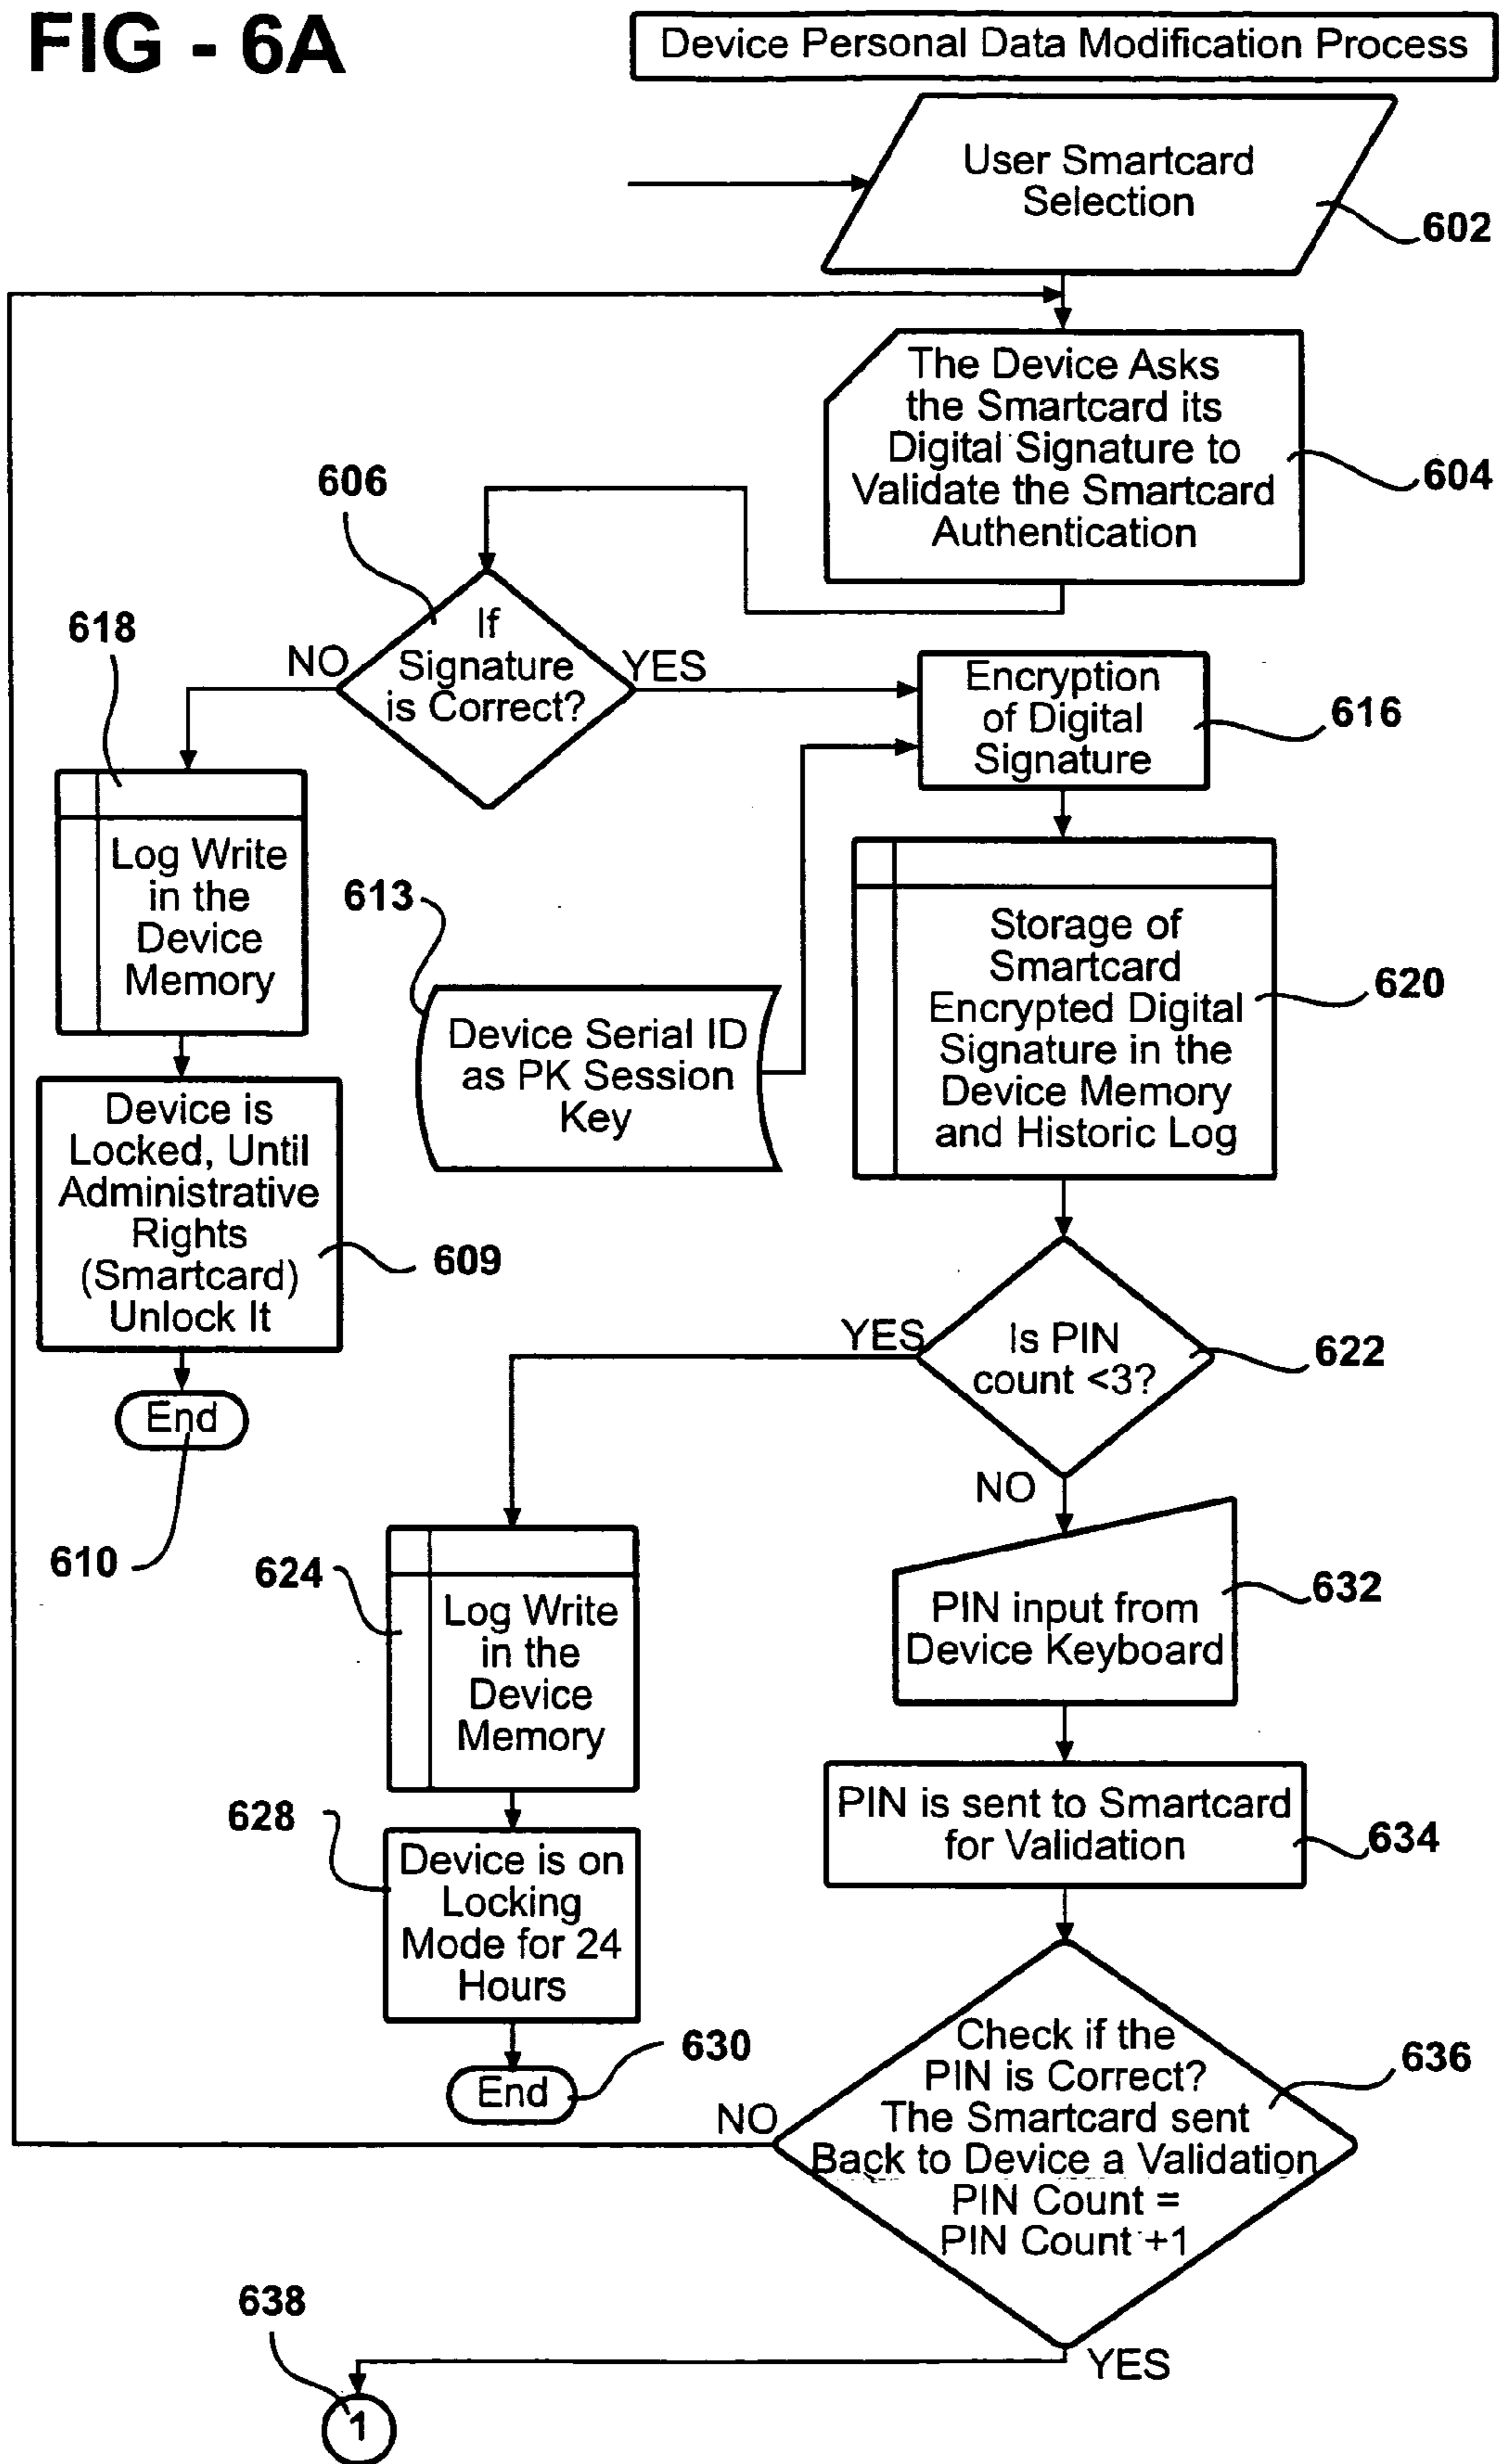 FIG - 6A
Device Personal Data Modification Process
User Smartcard
Selection
602
The Device Asks
the Smartcard its
Digital Signature to
Validate the Smartcard
Authentication
604
606
If
Signature
is Correct?
NO
YES
618
Log Write
in the
Device
Memory
Encryption
of Digital
Signature
616
613
Device Serial ID
as PK Session
Key
Storage of
Smartcard
Encrypted Digital
Signature in the
Device Memory
and Historic Log
620
Device is
Locked, Until
Administrative
Rights
(Smartcard)
Unlock It
609
End
610
YES
Is PIN
count <3?
622
NO
624
Log Write
in the
Device
Memory
PIN input from
Device Keyboard
632
628
Device is on
Locking
Mode for 24
Hours
PIN is sent to Smartcard
for Validation
634
End
630
NO
Check if the
PIN is Correct?
The Smartcard sent
Back to Device a Validation
PIN Count =
PIN Count +1
636
YES
638
1